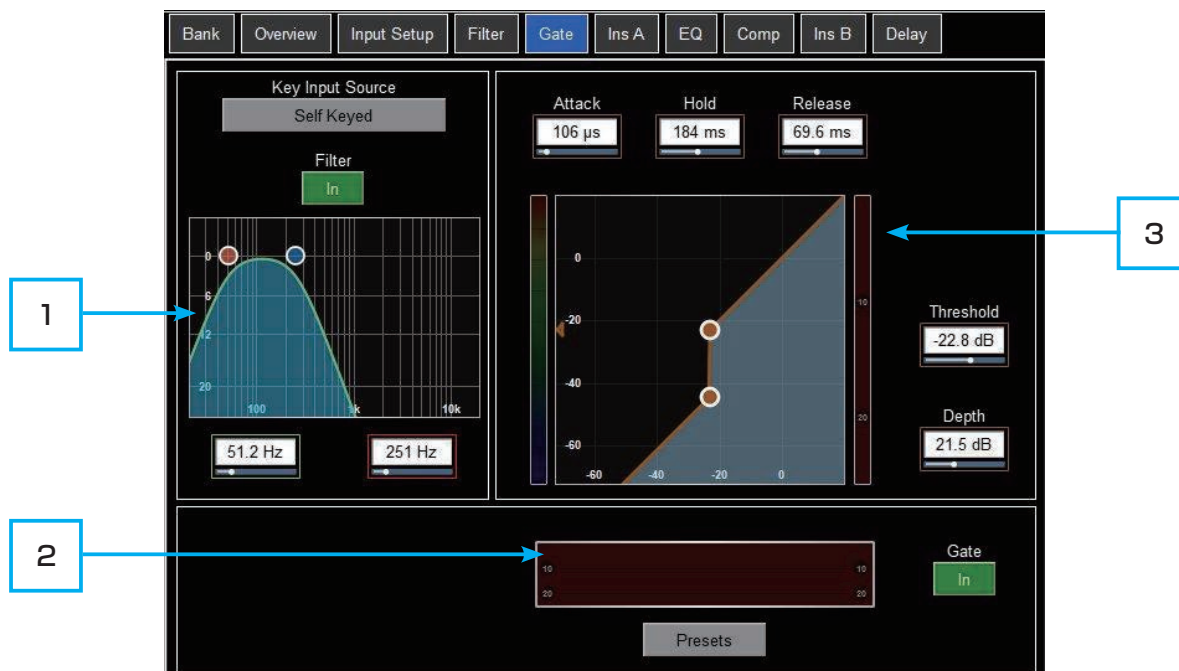 Bank Overview Input Setup Filter Gate Ins A EQ Comp Ins B Delay
Key Input Source
Self Keyed
Filter
In
0
6
12
20
100 1k 10k
51.2 Hz 251 Hz
1
Attack Hold Release
106 µs 184 ms 69.6 ms
0
-20
-40
-60
-60 -40 -20 0
10
20
3
Threshold
-22.8 dB
Depth
21.5 dB
2
10 10
20 20
Gate
In
Presets